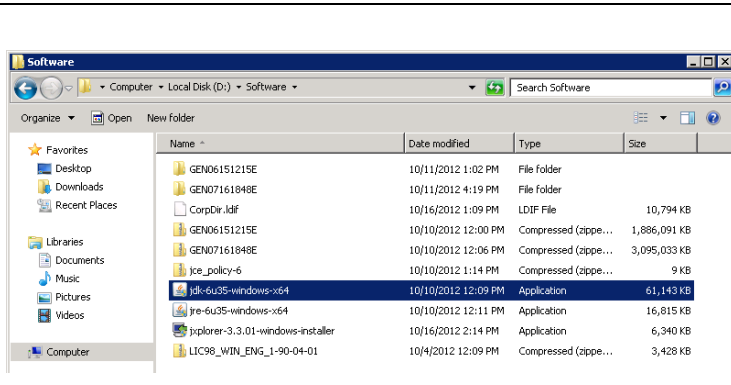 Software
Computer Local Disk (D:) Software Search Software
Organize Open New folder
Favorites
Desktop
Downloads
Recent Places
Libraries
Documents
Music
Pictures
Videos
Computer
Name Date modified Type Size
GEN06151215E 10/11/2012 1:02 PM File folder
GEN07161848E 10/11/2012 4:19 PM File folder
CorpDir.ldif 10/16/2012 1:09 PM LDIF File 10,794 KB
GEN06151215E 10/10/2012 12:00 PM Compressed (zippe... 1,886,091 KB
GEN07161848E 10/10/2012 12:06 PM Compressed (zippe... 3,095,033 KB
jce_policy-6 10/10/2012 1:14 PM Compressed (zippe... 9 KB
jdk-6u35-windows-x64 10/10/2012 12:09 PM Application 61,143 KB
jre-6u35-windows-x64 10/10/2012 12:11 PM Application 16,815 KB
jxplorer-3.3.01-windows-installer 10/16/2012 2:14 PM Application 6,340 KB
LIC98_WIN_ENG_1-90-04-01 10/4/2012 12:09 PM Compressed (zippe... 3,428 KB